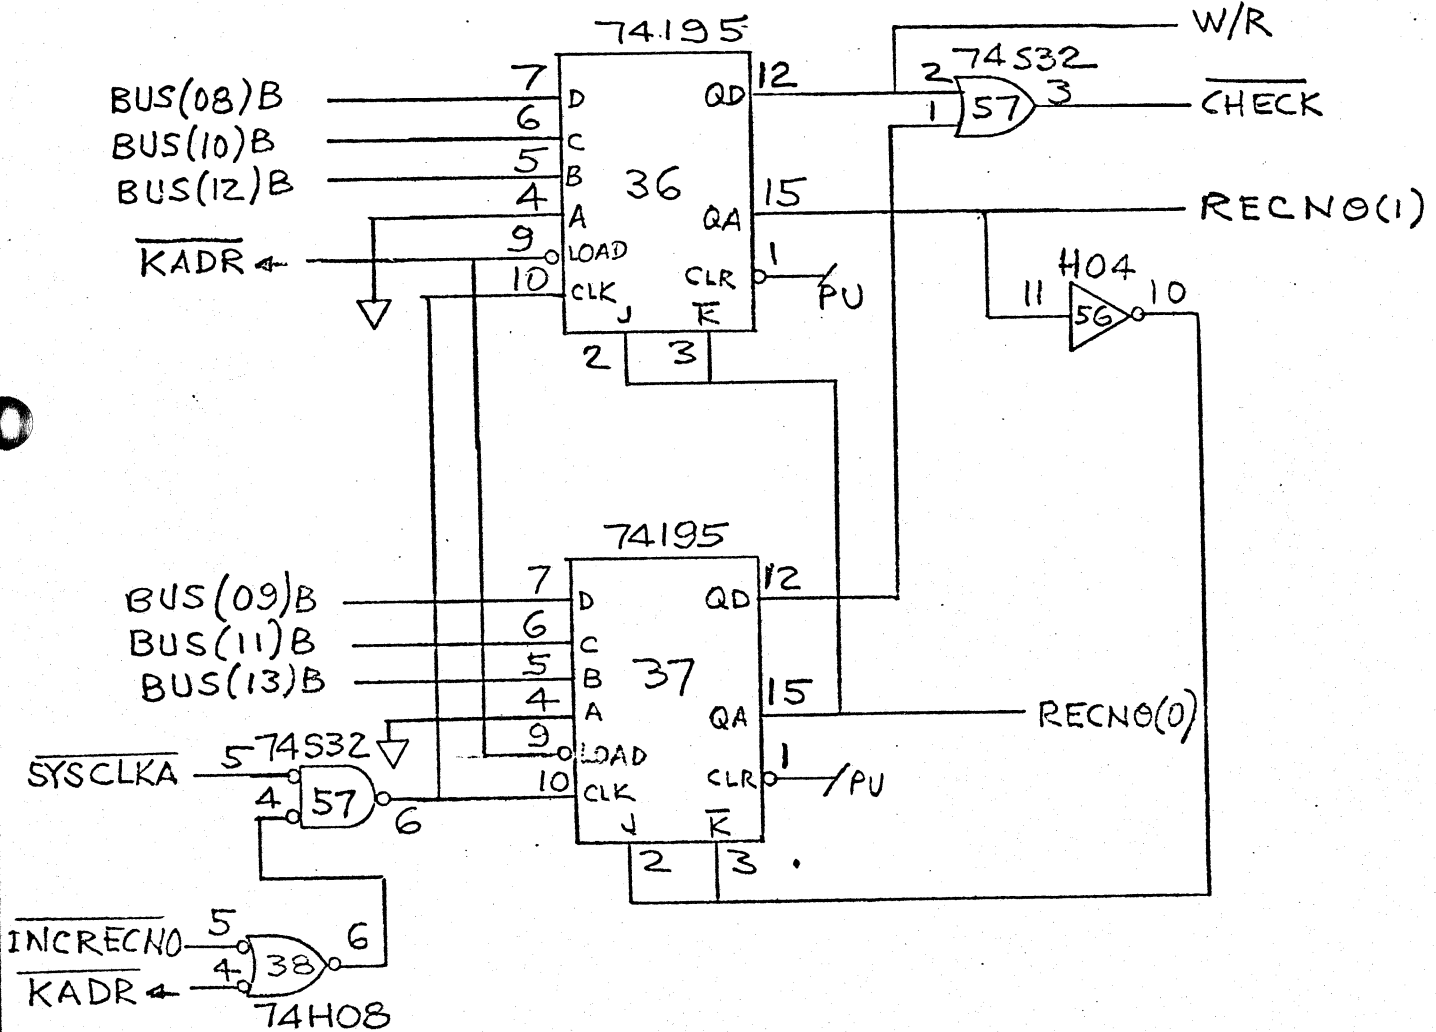 74195
W/R
74S32
BUS(08)B 7 D QD 12 2 57 3 CHECK
1
BUS(10)B 6 C
BUS(12)B 5 B 36
4 A QA 15 RECNO(1)
KADR 9 LOAD
CLR 1 PU
10 CLK
J K
2 3
H04
11 56 10
74195
BUS(09)B 7 D QD 12
BUS(11)B 6 C
BUS(13)B 5 B 37
4 A QA 15 RECNO(0)
9 LOAD
CLR 1 PU
10 CLK
J K
2 3
74S32
SYSCLKA 5
4 57 6
INCRECNO 5
38 6
KADR 4
74H08